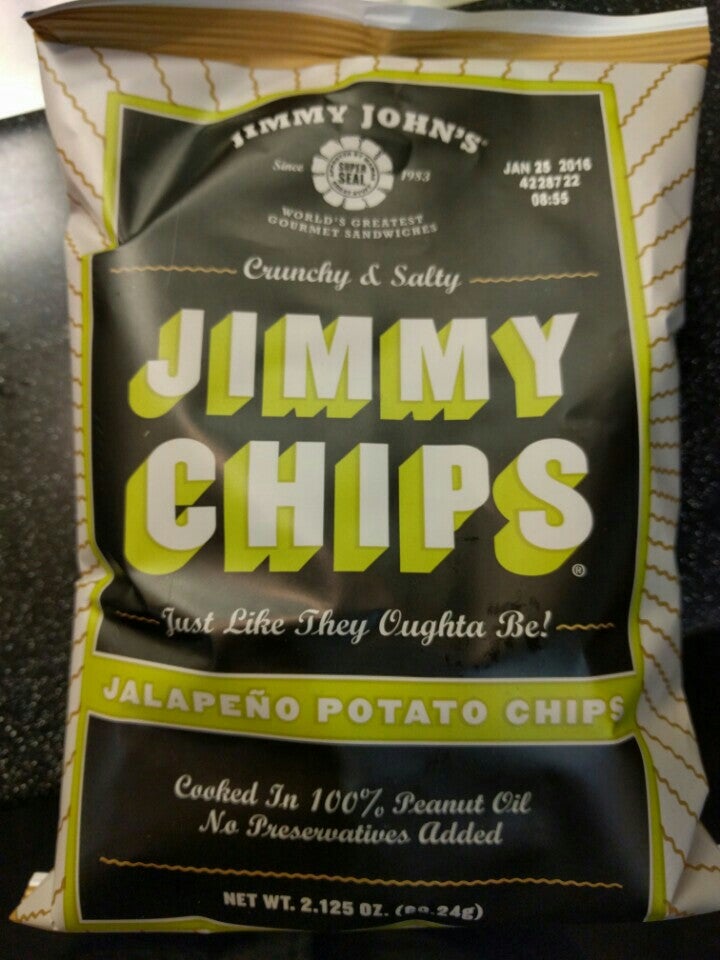 JIMMY JOHN'S®
Since 1983
SUPER
SEAL
WORLD'S GREATEST
GOURMET SANDWICHES
JAN 25 2016
4228722
08:55
Crunchy & Salty
JIMMY
CHIPS®
Just Like They Oughta Be!
JALAPEÑO POTATO CHIPS
Cooked In 100% Peanut Oil
No Preservatives Added
NET WT. 2.125 OZ.